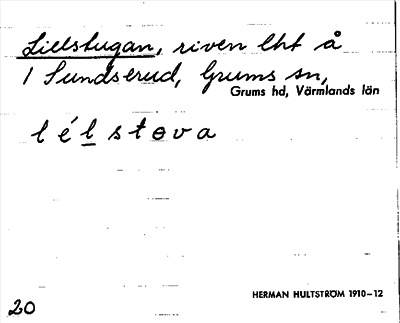 Lillstugan, riven lht å
1 Sundserud, Grums sn,
Grums hd, Värmlands län
l é l s t ɵ v a
HERMAN HULTSTRÖM 1910-12
20